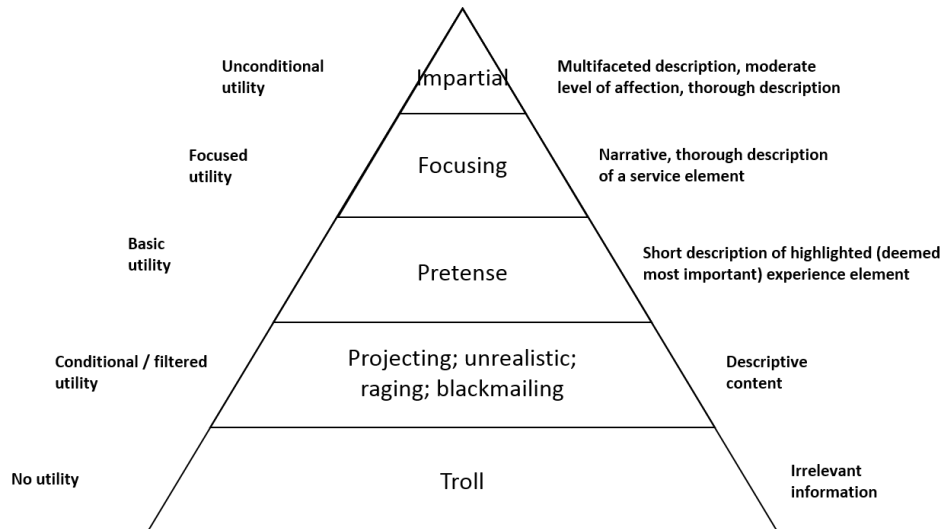 Unconditional
utility
Impartial
Multifaceted description, moderate
level of affection, thorough description
Focused
utility
Focusing
Narrative, thorough description
of a service element
Basic
utility
Pretense
Short description of highlighted (deemed
most important) experience element
Conditional / filtered
utility
Projecting; unrealistic;
raging; blackmailing
Descriptive
content
No utility
Troll
Irrelevant
information